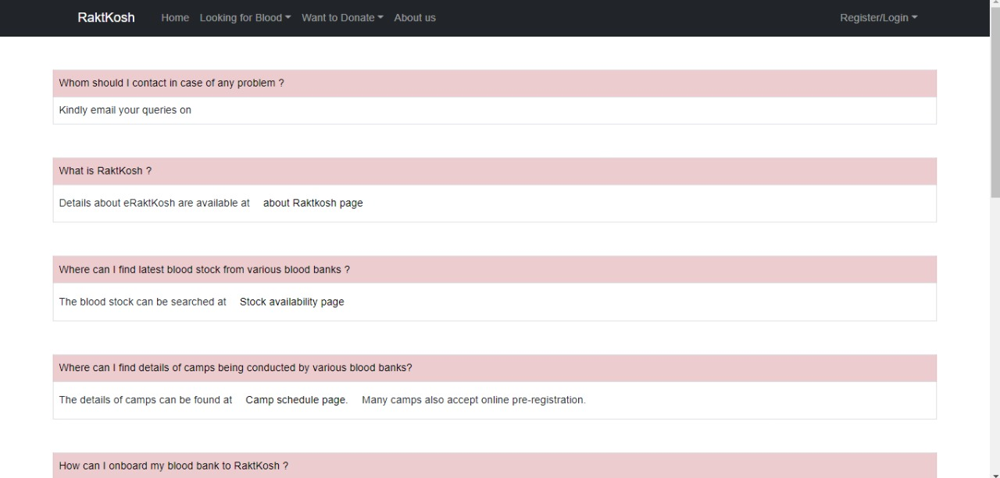 RaktKosh Home Looking for Blood Want to Donate About us Register/Login
Whom should I contact in case of any problem ?
Kindly email your queries on
What is RaktKosh ?
Details about eRaktKosh are available at about Raktkosh page
Where can I find latest blood stock from various blood banks ?
The blood stock can be searched at Stock availability page
Where can I find details of camps being conducted by various blood banks?
The details of camps can be found at Camp schedule page. Many camps also accept online pre-registration.
How can I onboard my blood bank to RaktKosh ?